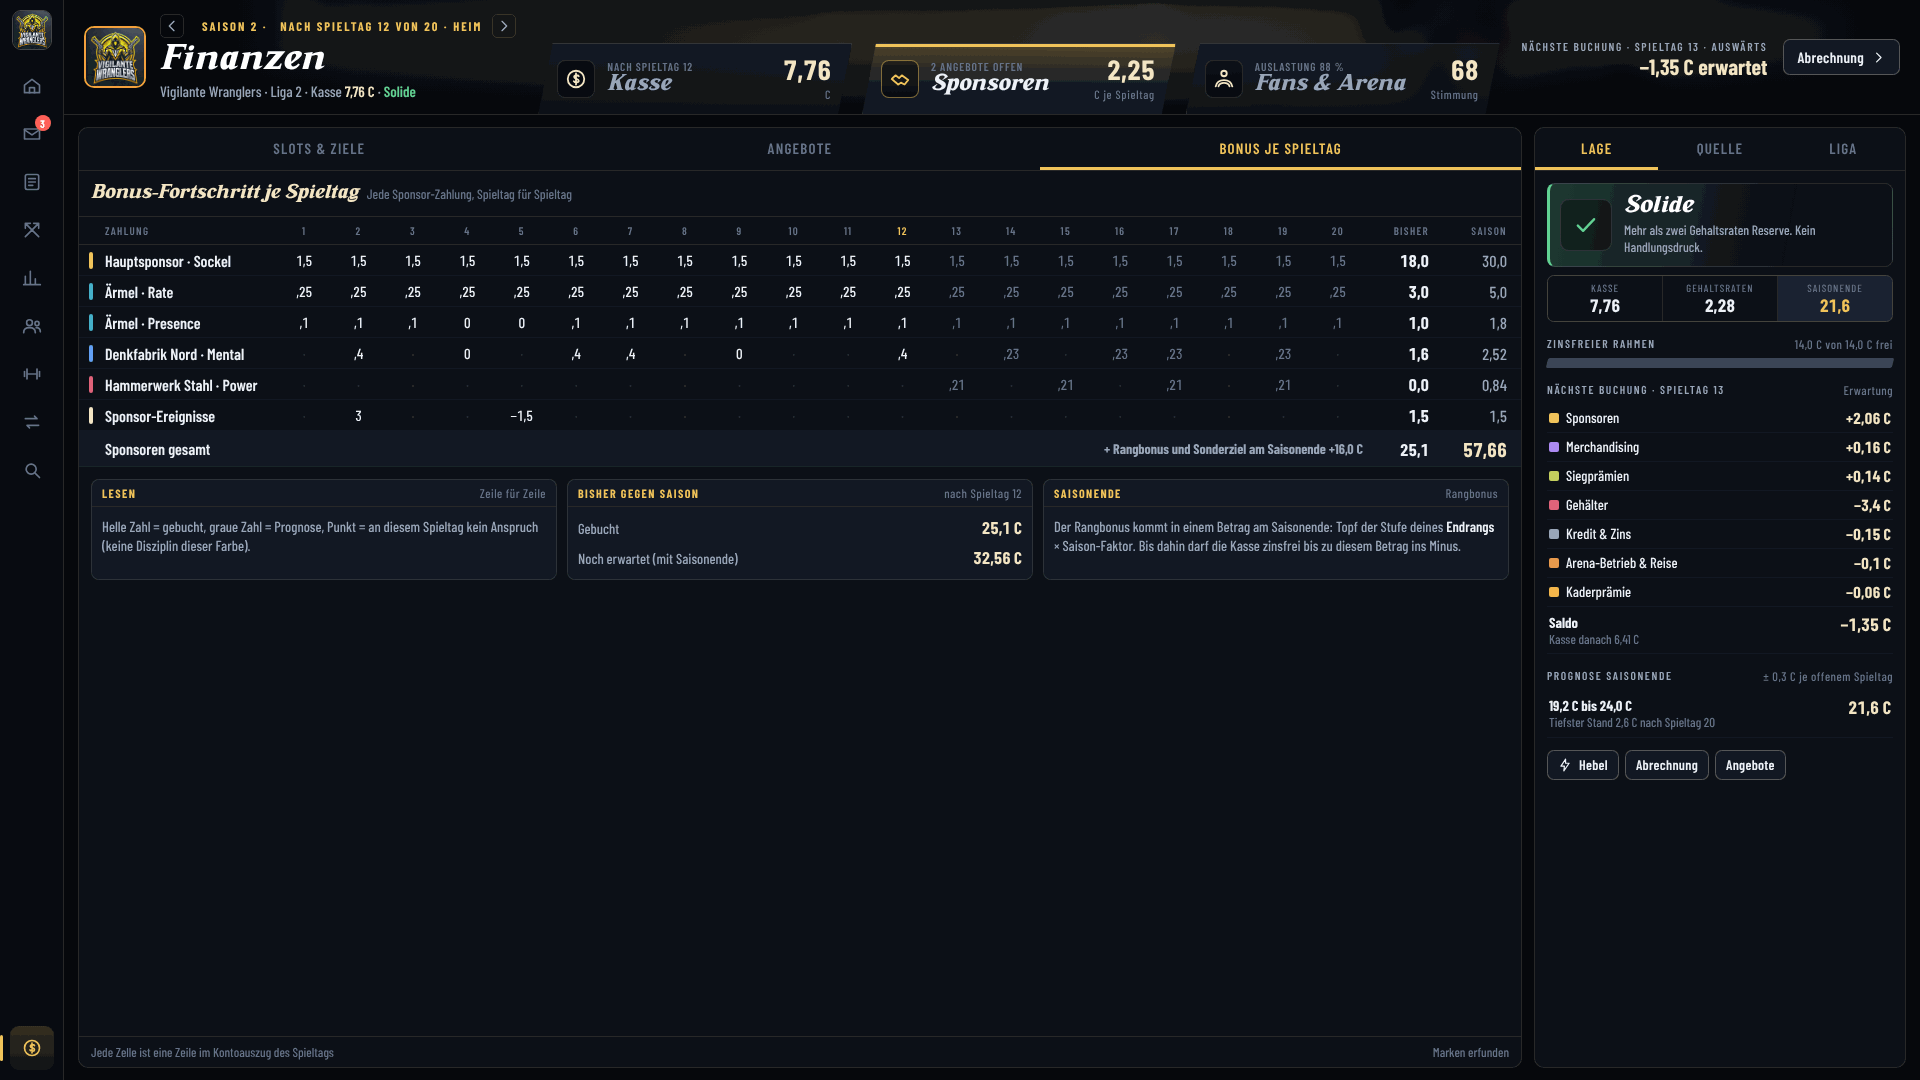 SAISON 2 · NACH SPIELTAG 12 VON 20 · HEIM
Finanzen
Vigilante Wranglers · Liga 2 · Kasse 7,76 C · Solide
NACH SPIELTAG 12
Kasse
7,76
C
2 ANGEBOTE OFFEN
Sponsoren
2,25
C je Spieltag
AUSLASTUNG 88 %
Fans & Arena
68
Stimmung
NÄCHSTE BUCHUNG · SPIELTAG 13 · AUSWÄRTS
−1,35 C erwartet
Abrechnung
VIGILANTE WRANGLERS
VIGILANTE WRANGLERS
3
SLOTS & ZIELE ANGEBOTE BONUS JE SPIELTAG
Bonus-Fortschritt je Spieltag Jede Sponsor-Zahlung, Spieltag für Spieltag
ZAHLUNG 1 2 3 4 5 6 7 8 9 10 11 12 13 14 15 16 17 18 19 20 BISHER SAISON
Hauptsponsor · Sockel 1,5 1,5 1,5 1,5 1,5 1,5 1,5 1,5 1,5 1,5 1,5 1,5 1,5 1,5 1,5 1,5 1,5 1,5 1,5 1,5 18,0 30,0
Ärmel · Rate ,25 ,25 ,25 ,25 ,25 ,25 ,25 ,25 ,25 ,25 ,25 ,25 ,25 ,25 ,25 ,25 ,25 ,25 ,25 ,25 3,0 5,0
Ärmel · Presence ,1 ,1 ,1 0 0 ,1 ,1 ,1 ,1 ,1 ,1 ,1 ,1 ,1 ,1 ,1 ,1 ,1 ,1 ,1 1,0 1,8
Denkfabrik Nord · Mental · ,4 · 0 · ,4 ,4 · 0 · · ,4 · ,23 · ,23 ,23 · ,23 · 1,6 2,52
Hammerwerk Stahl · Power · · · · · · · · · · · · ,21 · ,21 · ,21 · ,21 · 0,0 0,84
Sponsor-Ereignisse · 3 · · −1,5 · · · · · · · · · · · · · · · 1,5 1,5
Sponsoren gesamt + Rangbonus und Sonderziel am Saisonende +16,0 C 25,1 57,66
LESEN Zeile für Zeile
Helle Zahl = gebucht, graue Zahl = Prognose, Punkt = an diesem Spieltag kein Anspruch
(keine Disziplin dieser Farbe).
BISHER GEGEN SAISON nach Spieltag 12
Gebucht 25,1 C
Noch erwartet (mit Saisonende) 32,56 C
SAISONENDE Rangbonus
Der Rangbonus kommt in einem Betrag am Saisonende: Topf der Stufe deines Endrangs
× Saison-Faktor. Bis dahin darf die Kasse zinsfrei bis zu diesem Betrag ins Minus.
Jede Zelle ist eine Zeile im Kontoauszug des Spieltags Marken erfunden
LAGE QUELLE LIGA
Solide
Mehr als zwei Gehaltsraten Reserve. Kein
Handlungsdruck.
KASSE GEHALTSRATEN SAISONENDE
7,76 2,28 21,6
ZINSFREIER RAHMEN 14,0 C von 14,0 C frei
NÄCHSTE BUCHUNG · SPIELTAG 13 Erwartung
Sponsoren +2,06 C
Merchandising +0,16 C
Siegprämien +0,14 C
Gehälter −3,4 C
Kredit & Zins −0,15 C
Arena-Betrieb & Reise −0,1 C
Kaderprämie −0,06 C
Saldo −1,35 C
Kasse danach 6,41 C
PROGNOSE SAISONENDE ± 0,3 C je offenem Spieltag
19,2 C bis 24,0 C 21,6 C
Tiefster Stand 2,6 C nach Spieltag 20
Hebel Abrechnung Angebote